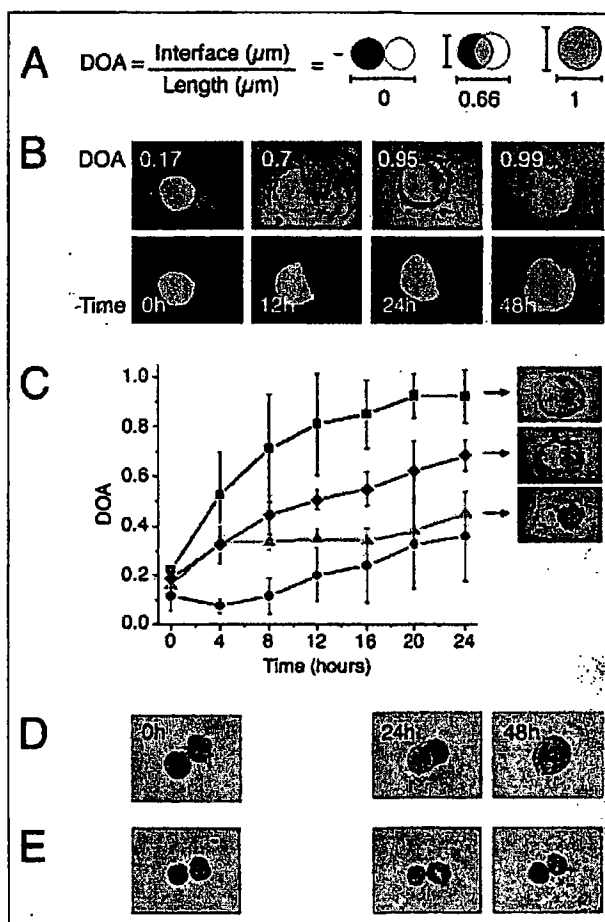 A
DOA = Interface (µm) / Length (µm) =
0
0.66
1
B
DOA
0.17
0.7
0.95
0.99
Time
0h
12h
24h
48h
C
1.0
0.8
0.6
0.4
0.2
0.0
DOA
0 4 8 12 16 20 24
Time (hours)
D
0h
24h
48h
E